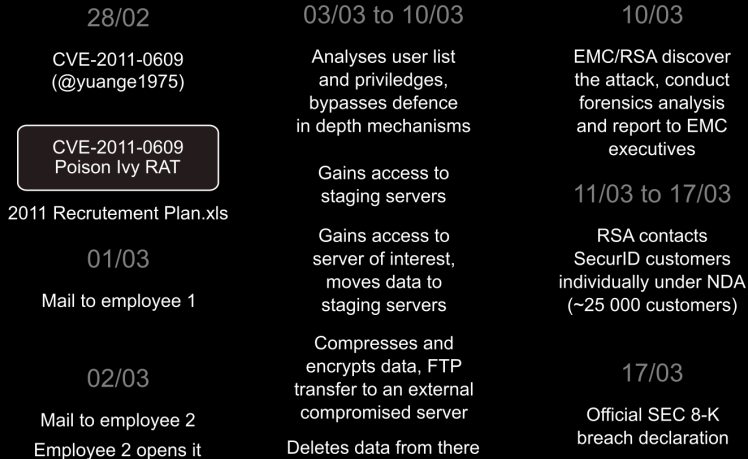 28/02
CVE-2011-0609
(@yuange1975)
CVE-2011-0609
Poison Ivy RAT
2011 Recrutement Plan.xls
01/03
Mail to employee 1
02/03
Mail to employee 2
Employee 2 opens it
03/03 to 10/03
Analyses user list
and priviledges,
bypasses defence
in depth mechanisms
Gains access to
staging servers
Gains access to
server of interest,
moves data to
staging servers
Compresses and
encrypts data, FTP
transfer to an external
compromised server
Deletes data from there
10/03
EMC/RSA discover
the attack, conduct
forensics analysis
and report to EMC
executives
11/03 to 17/03
RSA contacts
SecurID customers
individually under NDA
(~25 000 customers)
17/03
Official SEC 8-K
breach declaration